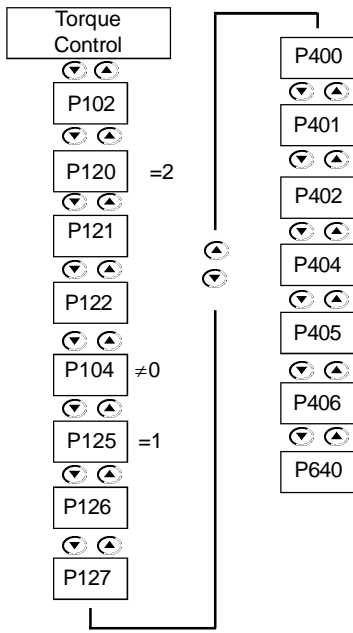 Torque
Control
P102
P120 =2
P121
P122
P104 ≠0
P125 =1
P126
P127
P400
P401
P402
P404
P405
P406
P640